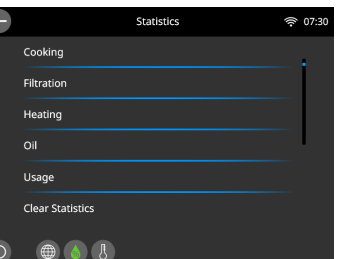 Statistics
07:30
Cooking
Filtration
Heating
Oil
Usage
Clear Statistics